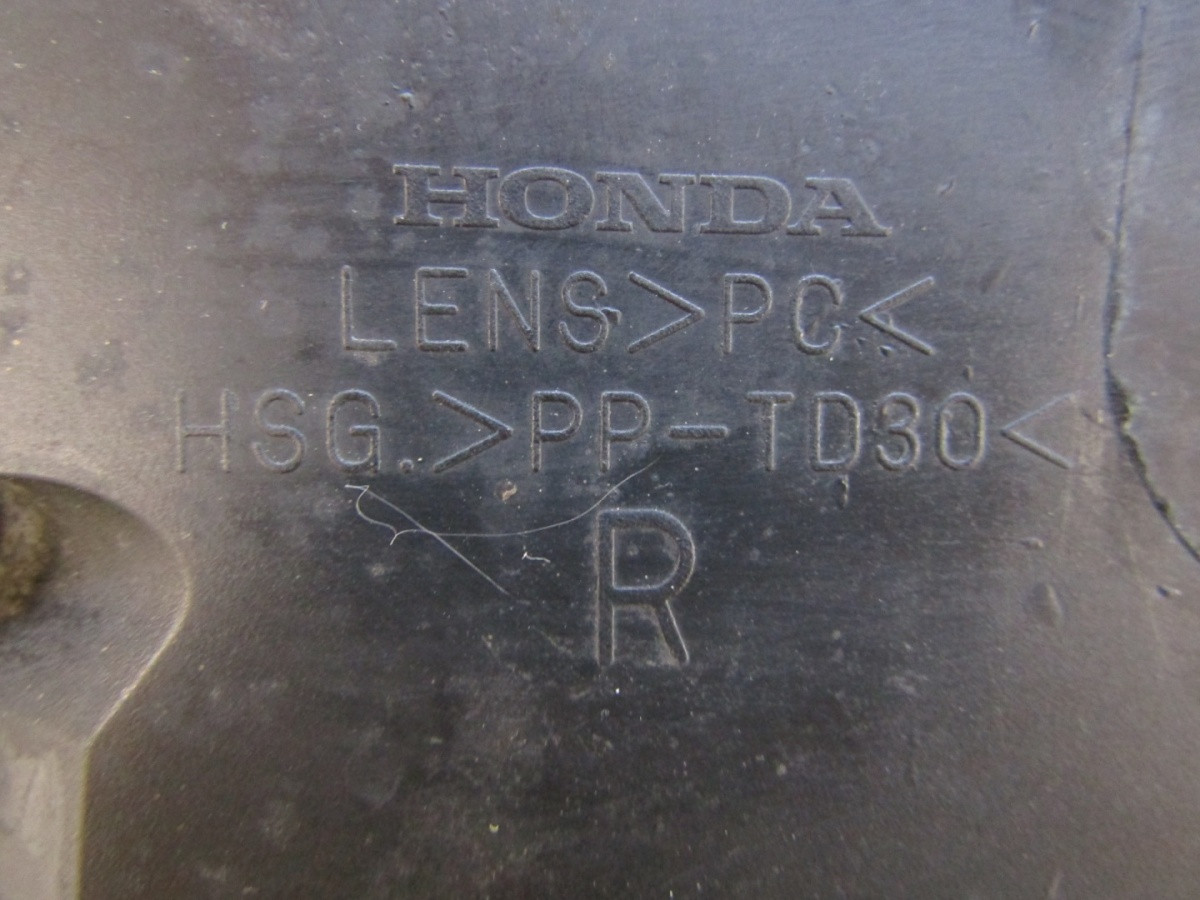 HONDA
LENS>PC<
HSG.>PP-TD30<
R